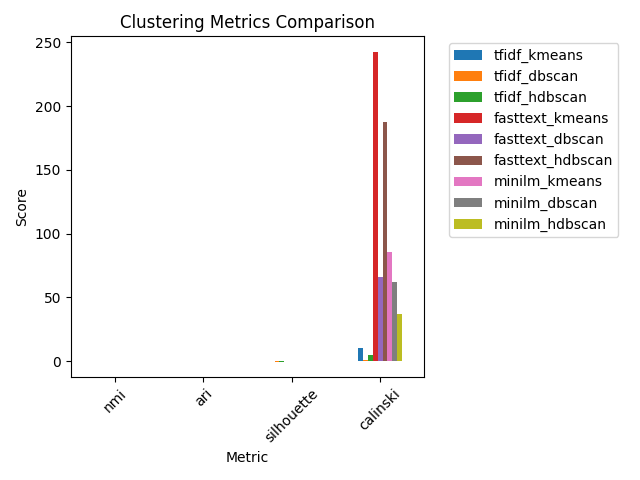 Clustering Metrics Comparison
250
200
150
100
50
0
Score
nmi
ari
silhouette
calinski
Metric
tfidf_kmeans
tfidf_dbscan
tfidf_hdbscan
fasttext_kmeans
fasttext_dbscan
fasttext_hdbscan
minilm_kmeans
minilm_dbscan
minilm_hdbscan